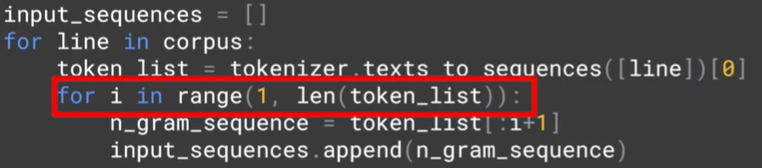 input_sequences = []
for line in corpus:
    token_list = tokenizer.texts_to_sequences([line])[0]
    for i in range(1, len(token_list)):
        n_gram_sequence = token_list[:i+1]
        input_sequences.append(n_gram_sequence)